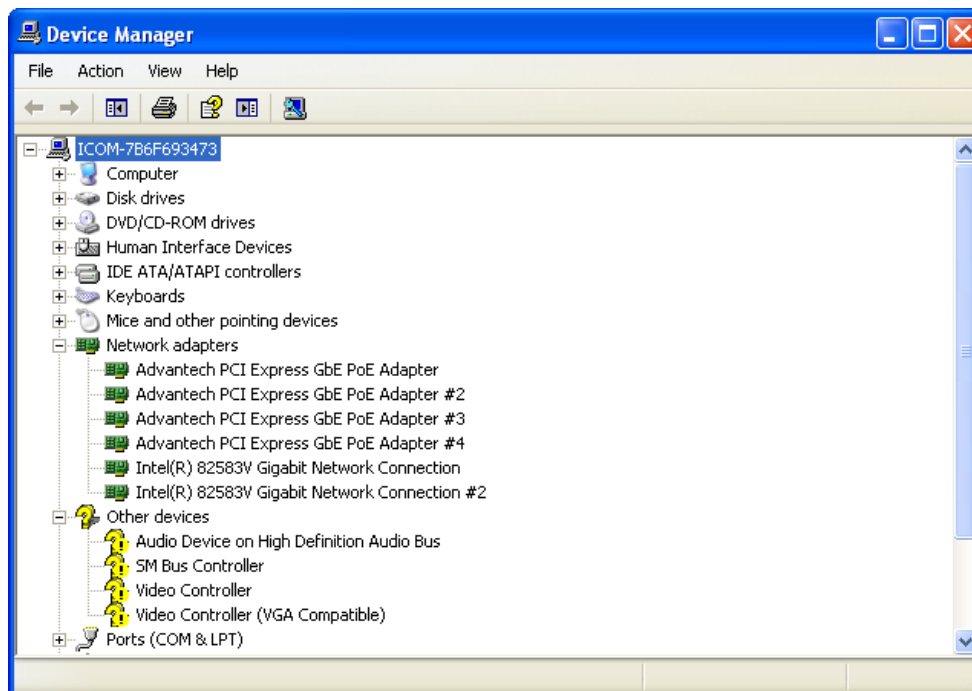 Device Manager
File Action View Help
ICOM-7B6F693473
Computer
Disk drives
DVD/CD-ROM drives
Human Interface Devices
IDE ATA/ATAPI controllers
Keyboards
Mice and other pointing devices
Network adapters
Advantech PCI Express GbE PoE Adapter
Advantech PCI Express GbE PoE Adapter #2
Advantech PCI Express GbE PoE Adapter #3
Advantech PCI Express GbE PoE Adapter #4
Intel(R) 82583V Gigabit Network Connection
Intel(R) 82583V Gigabit Network Connection #2
Other devices
Audio Device on High Definition Audio Bus
SM Bus Controller
Video Controller
Video Controller (VGA Compatible)
Ports (COM & LPT)